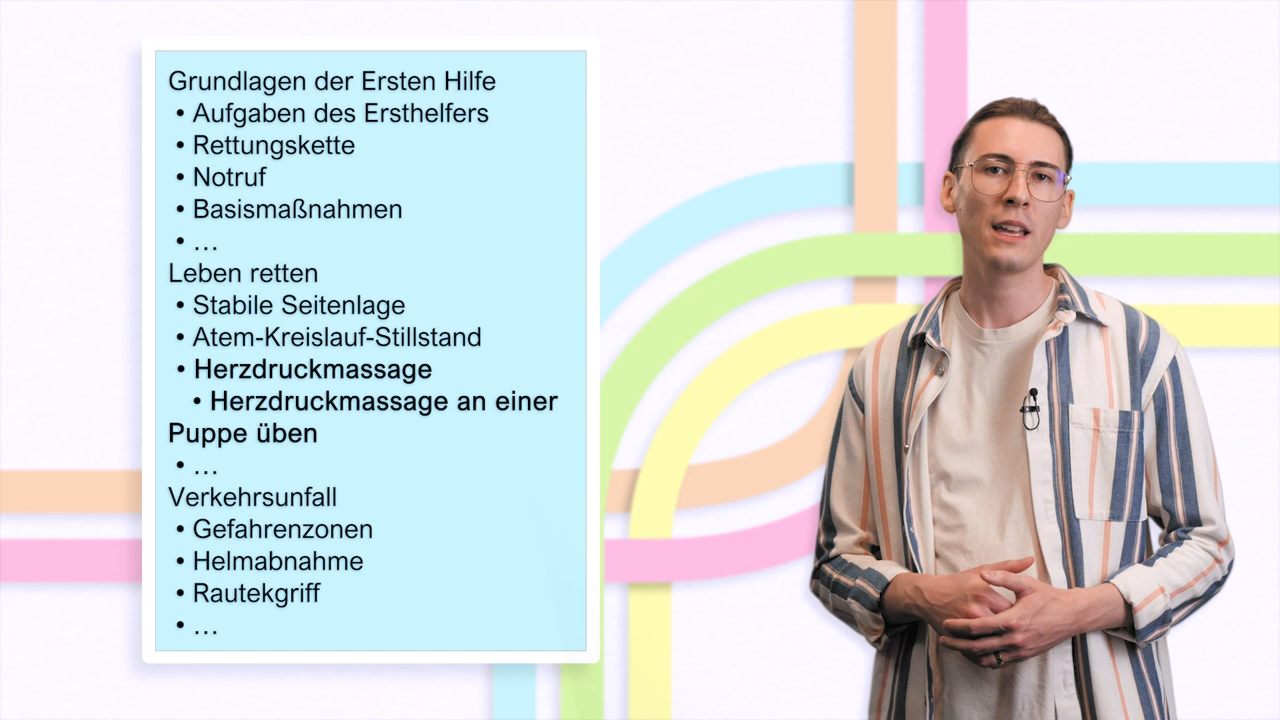 Grundlagen der Ersten Hilfe
• Aufgaben des Ersthelfers
• Rettungskette
• Notruf
• Basismaßnahmen
• …
Leben retten
• Stabile Seitenlage
• Atem-Kreislauf-Stillstand
• Herzdruckmassage
• Herzdruckmassage an einer
Puppe üben
• …
Verkehrsunfall
• Gefahrenzonen
• Helmabnahme
• Rautekgriff
• …